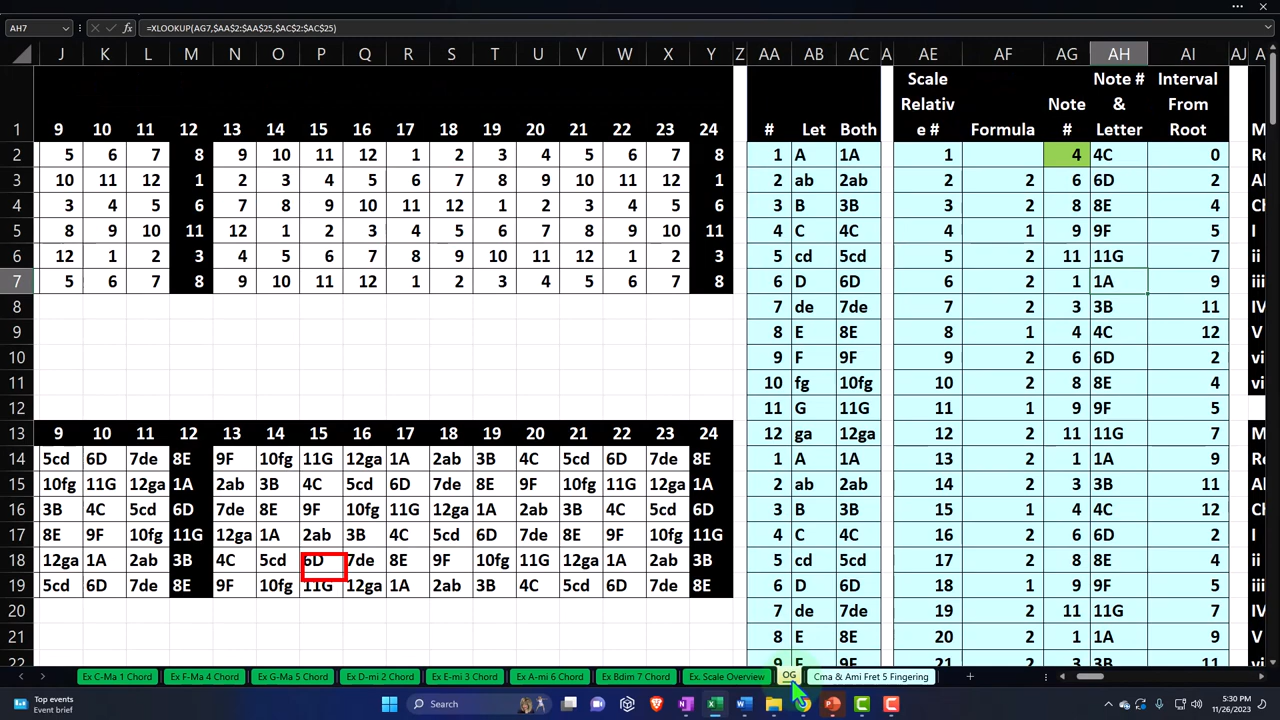 AH7 fx =XLOOKUP(AG7,$AA$2:$AA$25,$AC$2:$AC$25)
J K L M N O P Q R S T U V W X Y Z AA AB AC A AE AF AG AH AI AJ
Scale Note # Interval
Relativ Note & From
1 9 10 11 12 13 14 15 16 17 18 19 20 21 22 23 24 # Let Both e # Formula # Letter Root
2 5 6 7 8 9 10 11 12 1 2 3 4 5 6 7 8 1 A 1A 1 4 4C 0
3 10 11 12 1 2 3 4 5 6 7 8 9 10 11 12 1 2 ab 2ab 2 2 6 6D 2
4 3 4 5 6 7 8 9 10 11 12 1 2 3 4 5 6 3 B 3B 3 2 8 8E 4
5 8 9 10 11 12 1 2 3 4 5 6 7 8 9 10 11 4 C 4C 4 1 9 9F 5 I
6 12 1 2 3 4 5 6 7 8 9 10 11 12 1 2 3 5 cd 5cd 5 2 11 11G 7 ii
7 5 6 7 8 9 10 11 12 1 2 3 4 5 6 7 8 6 D 6D 6 2 1 1A 9
8 7 de 7de 7 2 3 3B 11
9 8 E 8E 8 1 4 4C 12 V
10 9 F 9F 9 2 6 6D 2 vi
11 10 fg 10fg 10 2 8 8E 4
12 11 G 11G 11 1 9 9F 5
13 9 10 11 12 13 14 15 16 17 18 19 20 21 22 23 24 12 ga 12ga 12 2 11 11G 7
14 5cd 6D 7de 8E 9F 10fg 11G 12ga 1A 2ab 3B 4C 5cd 6D 7de 8E 1 A 1A 13 2 1 1A 9
15 10fg 11G 12ga 1A 2ab 3B 4C 5cd 6D 7de 8E 9F 10fg 11G 12ga 1A 2 ab 2ab 14 2 3 3B 11
16 3B 4C 5cd 6D 7de 8E 9F 10fg 11G 12ga 1A 2ab 3B 4C 5cd 6D 3 B 3B 15 1 4 4C 12
17 8E 9F 10fg 11G 12ga 1A 2ab 3B 4C 5cd 6D 7de 8E 9F 10fg 11G 4 C 4C 16 2 6 6D 2 I
18 12ga 1A 2ab 3B 4C 5cd 6D 7de 8E 9F 10fg 11G 12ga 1A 2ab 3B 5 cd 5cd 17 2 8 8E 4 ii
19 5cd 6D 7de 8E 9F 10fg 11G 12ga 1A 2ab 3B 4C 5cd 6D 7de 8E 6 D 6D 18 1 9 9F 5
20 7 de 7de 19 2 11 11G 7
21 8 E 8E 20 2 1 1A 9 V
22 9 F 9F 21 2 3 3B 11 vi
Ex C-Ma 1 Chord Ex F-Ma 4 Chord Ex G-Ma 5 Chord Ex D-mi 2 Chord Ex E-mi 3 Chord Ex A-mi 6 Chord Ex Bdim 7 Chord Ex. Scale Overview OG Cma & Ami Fret 5 Fingering
Top events
Event brief
Search
5:30 PM
11/26/2023